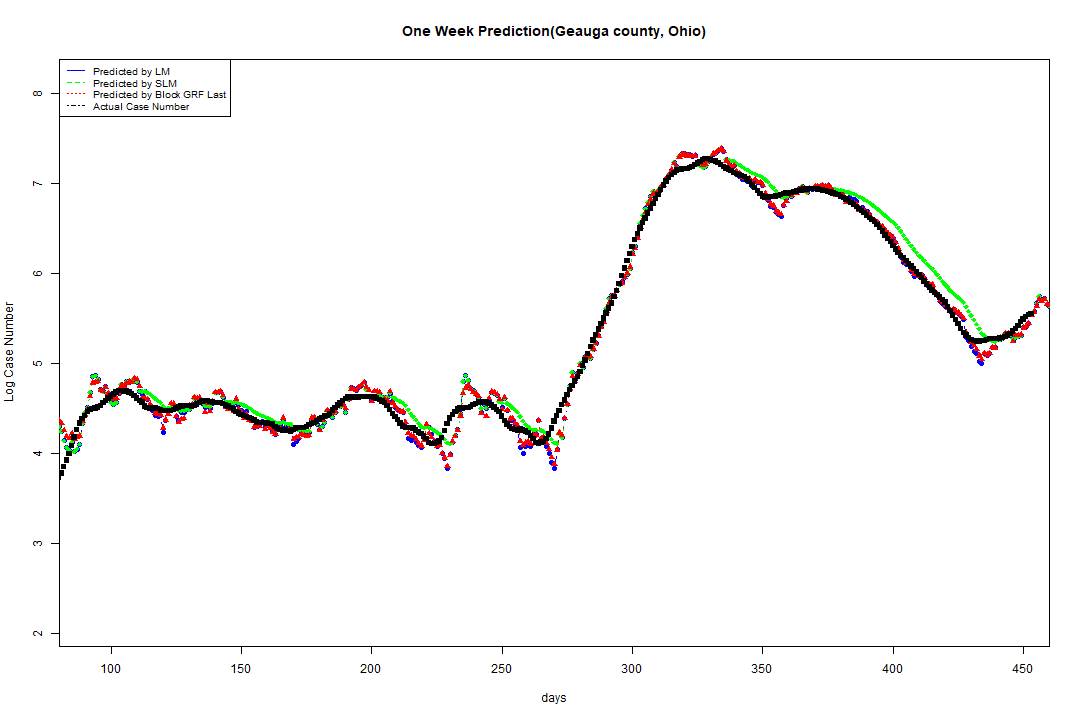 One Week Prediction(Geauga county, Ohio)
Predicted by LM
Predicted by SLM
Predicted by Block GRF Last
Actual Case Number
8
7
6
5
4
3
2
Log Case Number
100 150 200 250 300 350 400 450
days